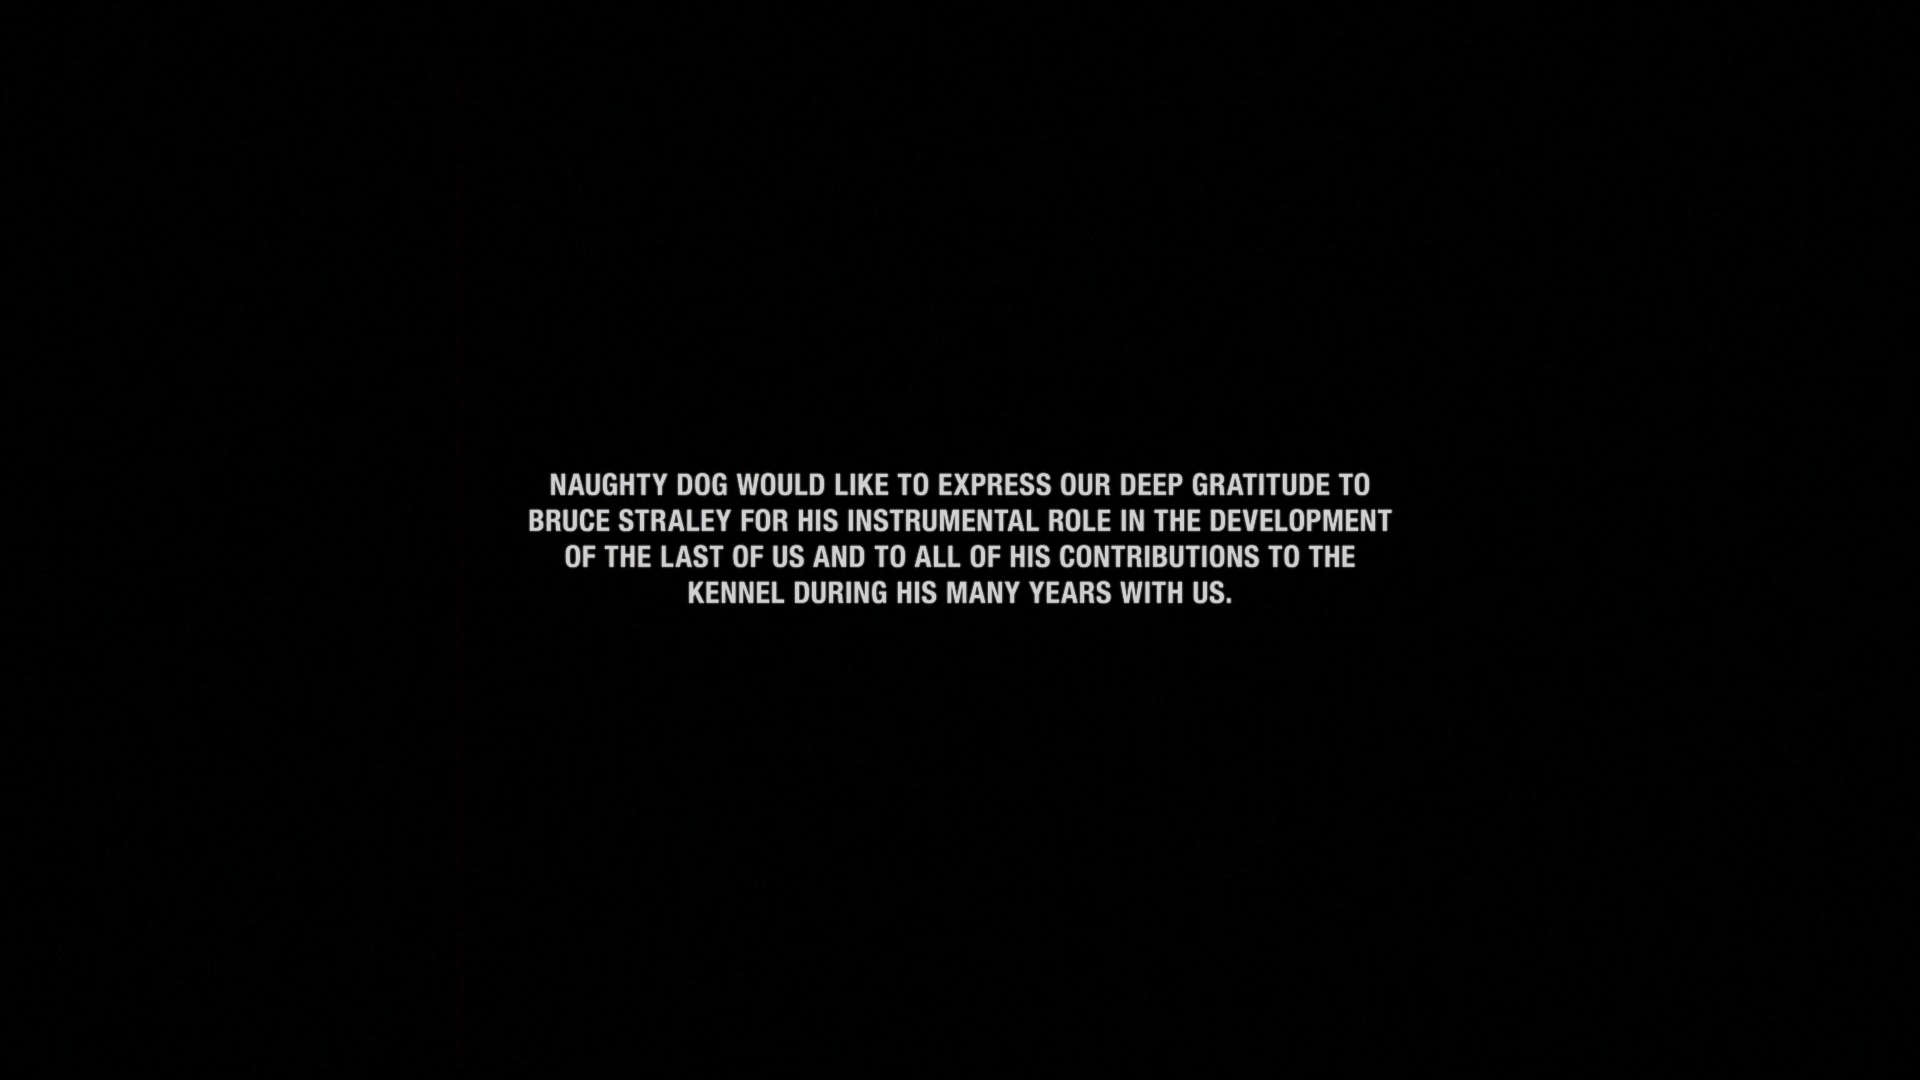 NAUGHTY DOG WOULD LIKE TO EXPRESS OUR DEEP GRATITUDE TO
BRUCE STRALEY FOR HIS INSTRUMENTAL ROLE IN THE DEVELOPMENT
OF THE LAST OF US AND TO ALL OF HIS CONTRIBUTIONS TO THE
KENNEL DURING HIS MANY YEARS WITH US.